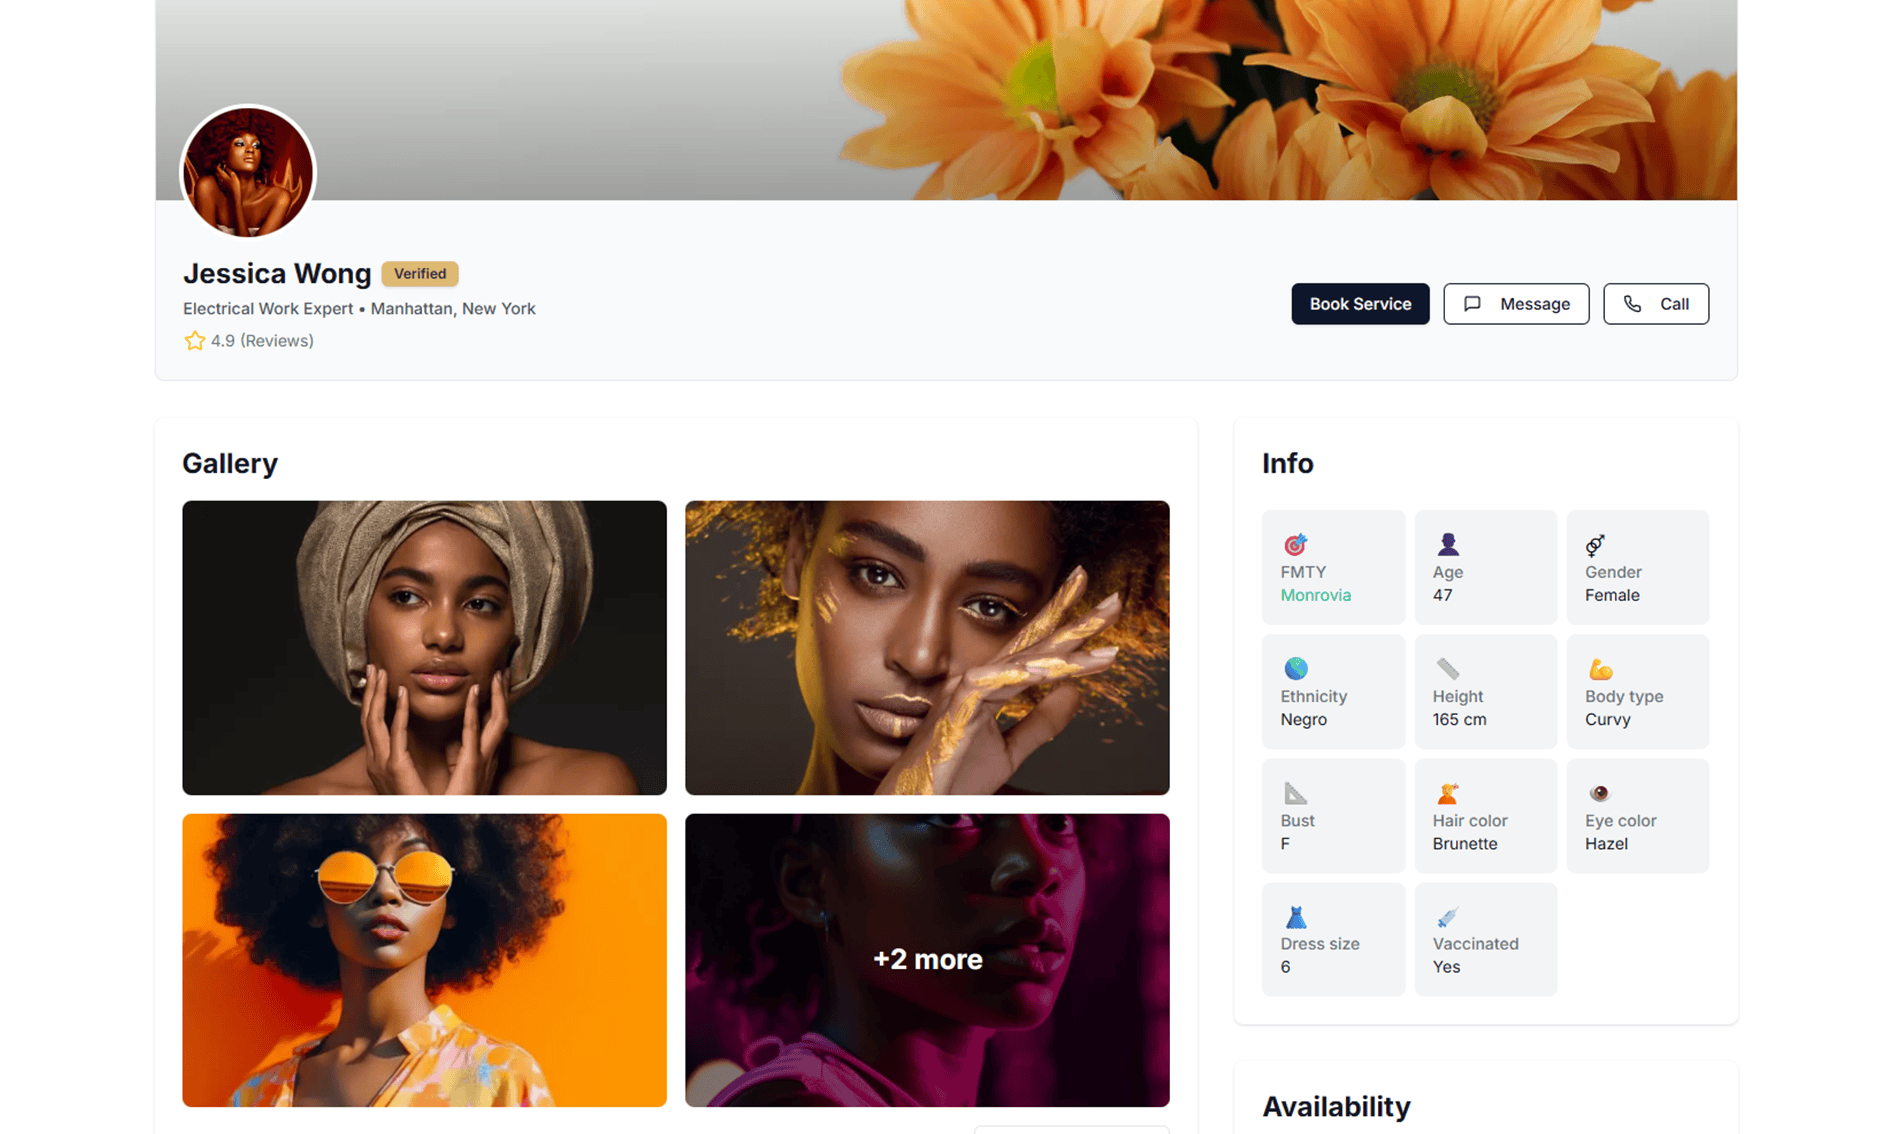 Jessica Wong Verified
Electrical Work Expert • Manhattan, New York
4.9 (Reviews)
Book Service
Message
Call
Gallery
+2 more
Info
FMTY
Monrovia
Age
47
Gender
Female
Ethnicity
Negro
Height
165 cm
Body type
Curvy
Bust
F
Hair color
Brunette
Eye color
Hazel
Dress size
6
Vaccinated
Yes
Availability